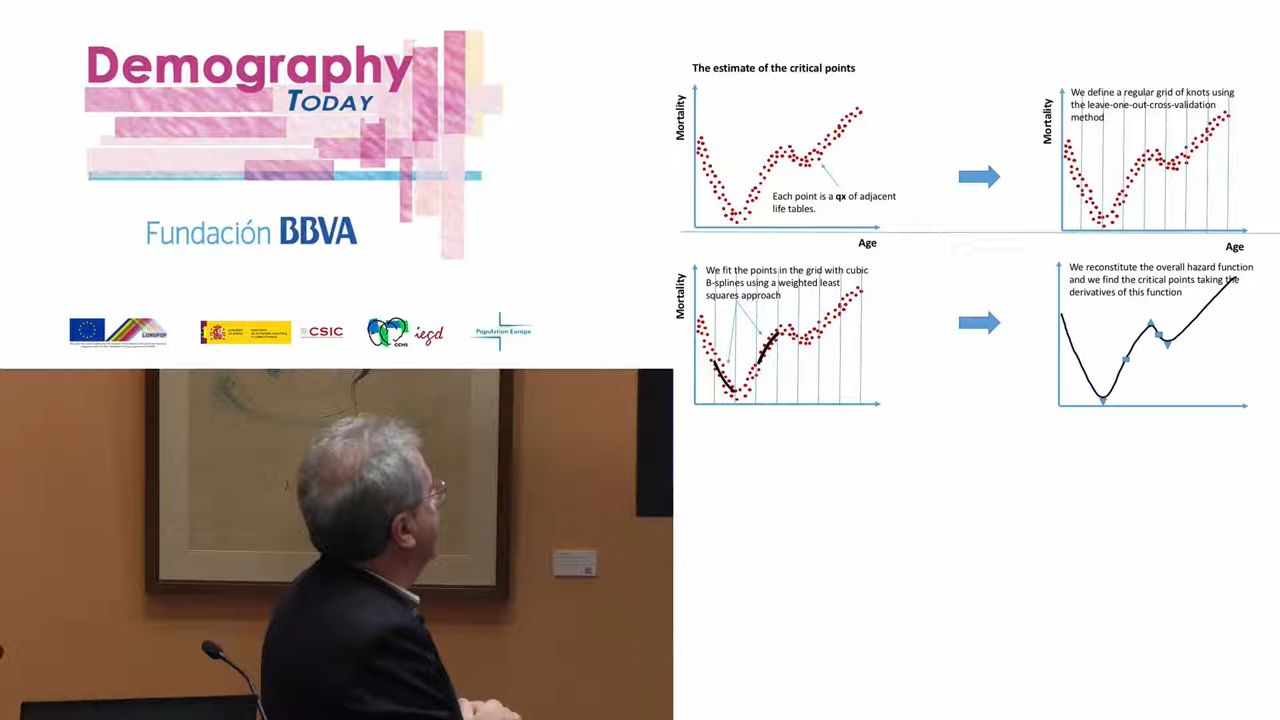 Demography
TODAY
Fundación BBVA
LONGPOP
CSIC
CCHS
iegd
Population Europe
The estimate of the critical points
Mortality
Each point is a qx of adjacent
life tables.
Age
Mortality
We define a regular grid of knots using
the leave-one-out-cross-validation
method
Age
Mortality
We fit the points in the grid with cubic
B-splines using a weighted least
squares approach
We reconstitute the overall hazard function
and we find the critical points taking the
derivatives of this function